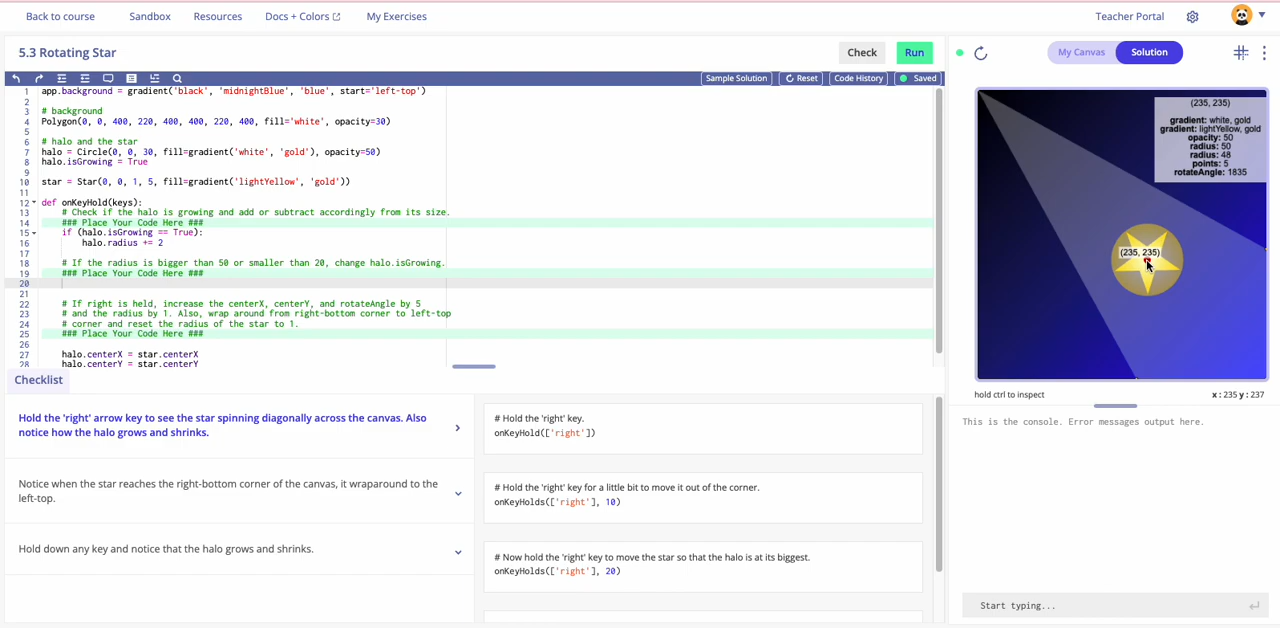 Back to course
Sandbox
Resources
Docs + Colors
My Exercises
Teacher Portal
5.3 Rotating Star
Check
Run
My Canvas
Solution
Sample Solution
Reset
Code History
Saved
1 app.background = gradient('black', 'midnightBlue', 'blue', start='left-top')
2
3 # background
4 Polygon(0, 0, 400, 220, 400, 400, 220, 400, fill='white', opacity=30)
5
6 # halo and the star
7 halo = Circle(0, 0, 30, fill=gradient('white', 'gold'), opacity=50)
8 halo.isGrowing = True
9
10 star = Star(0, 0, 1, 5, fill=gradient('lightYellow', 'gold'))
11
12 def onKeyHold(keys):
13 # Check if the halo is growing and add or subtract accordingly from its size.
14 ### Place Your Code Here ###
15 if (halo.isGrowing == True):
16 halo.radius += 2
17
18 # If the radius is bigger than 50 or smaller than 20, change halo.isGrowing.
19 ### Place Your Code Here ###
20
21
22 # If right is held, increase the centerX, centerY, and rotateAngle by 5
23 # and the radius by 1. Also, wrap around from right-bottom corner to left-top
24 # corner and reset the radius of the star to 1.
25 ### Place Your Code Here ###
26
27 halo.centerX = star.centerX
28 halo.centerY = star.centerY
(235, 235)
gradient: white, gold
gradient: lightYellow, gold
opacity: 50
radius: 50
radius: 48
points: 5
rotateAngle: 1835
(235, 235)
hold ctrl to inspect
x : 235 y : 237
Checklist
Hold the 'right' arrow key to see the star spinning diagonally across the canvas. Also
notice how the halo grows and shrinks.
Notice when the star reaches the right-bottom corner of the canvas, it wraparound to the
left-top.
Hold down any key and notice that the halo grows and shrinks.
# Hold the 'right' key.
onKeyHold(['right'])
# Hold the 'right' key for a little bit to move it out of the corner.
onKeyHolds(['right'], 10)
# Now hold the 'right' key to move the star so that the halo is at its biggest.
onKeyHolds(['right'], 20)
This is the console. Error messages output here.
Start typing...